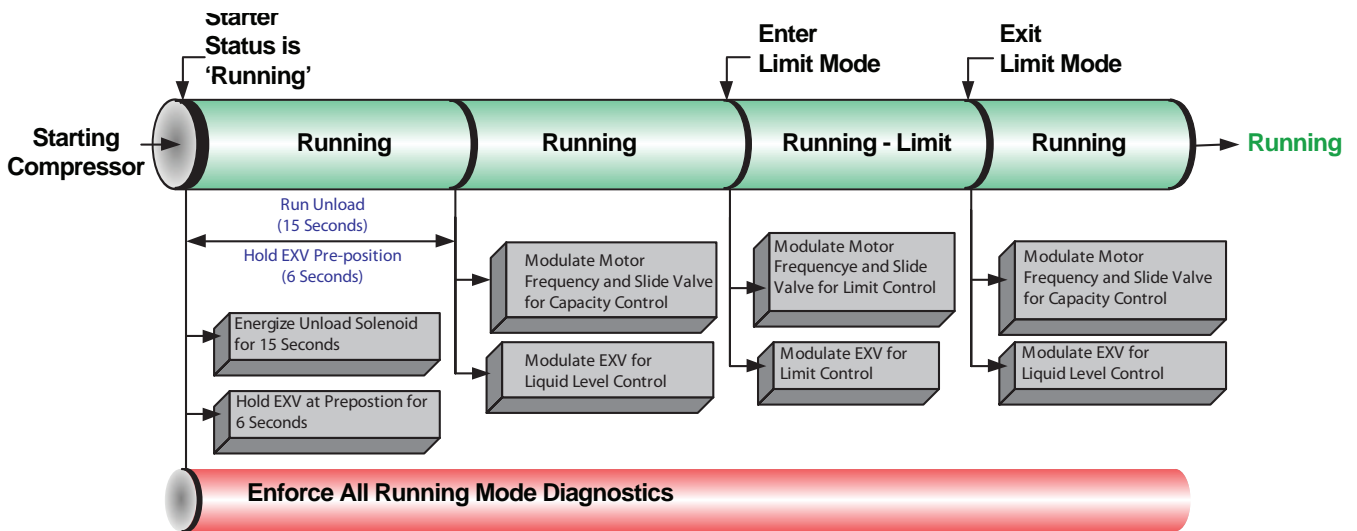 Starter
Status is
'Running'
Enter
Limit Mode
Exit
Limit Mode
Starting
Compressor
Running
Running
Running - Limit
Running
Running
Run Unload
(15 Seconds)
Hold EXV Pre-position
(6 Seconds)
Energize Unload Solenoid
for 15 Seconds
Hold EXV at Prepostion for
6 Seconds
Modulate Motor
Frequency and Slide Valve
for Capacity Control
Modulate EXV for
Liquid Level Control
Modulate Motor
Frequencye and Slide
Valve for Limit Control
Modulate EXV for
Limit Control
Modulate Motor
Frequency and Slide Valve
for Capacity Control
Modulate EXV for
Liquid Level Control
Enforce All Running Mode Diagnostics